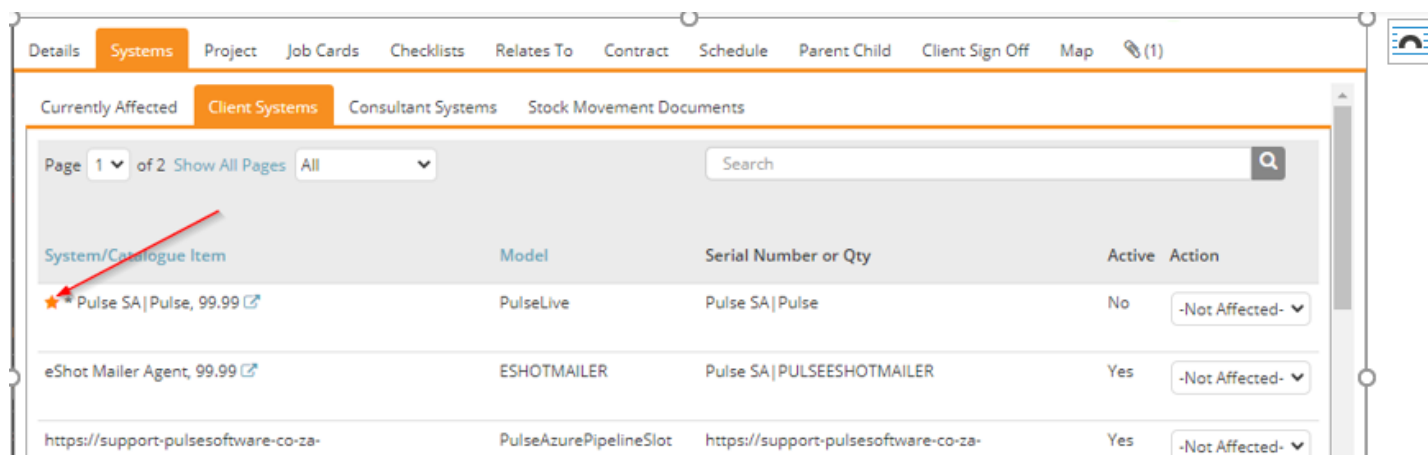 Details Systems Project Job Cards Checklists Relates To Contract Schedule Parent Child Client Sign Off Map (1)
Currently Affected Client Systems Consultant Systems Stock Movement Documents
Page 1 of 2 Show All Pages All Search
System/Catalogue Item Model Serial Number or Qty Active Action
* Pulse SA|Pulse, 99.99 PulseLive Pulse SA|Pulse No -Not Affected-
eShot Mailer Agent, 99.99 ESHOTMAILER Pulse SA|PULSEESHOTMAILER Yes -Not Affected-
https://support-pulsesoftware-co-za- PulseAzurePipelineSlot https://support-pulsesoftware-co-za- Yes -Not Affected-